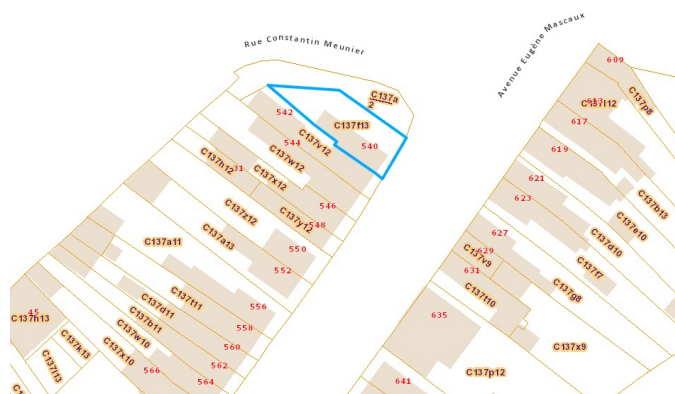 Rue Constantin Meunier
Avenue Eugène Mascaux
609
C137a
2
C137p8
C137l12
542
617
C137f13
544
C137v12
540
619
C137w12
31
C137h12
C137x12
621
C137b13
546
623
C137z12
C137y12
548
C137e10
627
C137a13
C137d10
550
629
C137a11
C137v9
552
631
C137f7
C137g8
C137t11
C137t10
C137d11
556
45
C137h13
C137b11
635
558
C137w10
C137k13
560
C137x10
C137x9
562
C137l13
566
C137p12
564
641